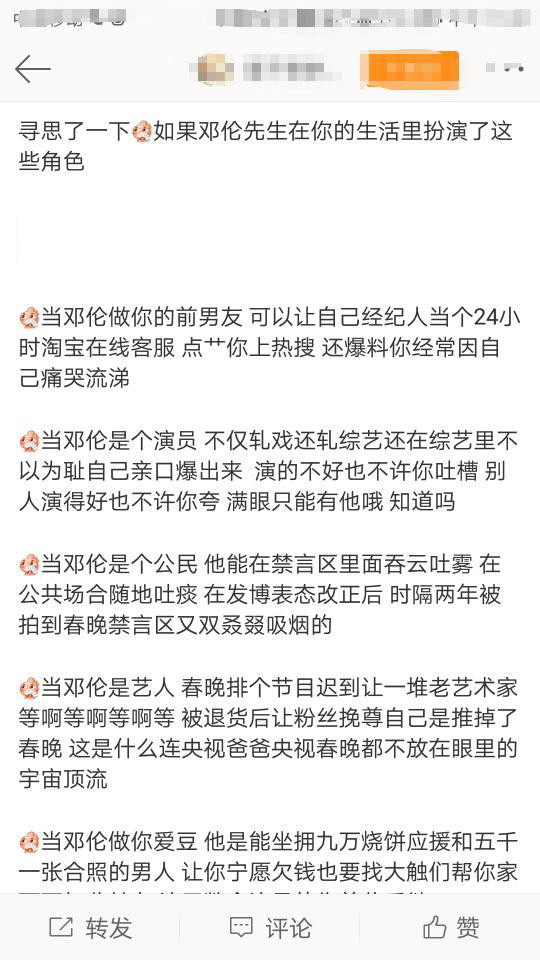 寻思了一下如果邓伦先生在你的生活里扮演了这
些角色
当邓伦做你的前男友 可以让自己经纪人当个24小
时淘宝在线客服 点艹你上热搜 还爆料你经常因自
己痛哭流涕
当邓伦是个演员 不仅轧戏还轧综艺还在综艺里不
以为耻自己亲口爆出来 演的不好也不许你吐槽 别
人演得好也不许你夸 满眼只能有他哦 知道吗
当邓伦是个公民 他能在禁言区里面吞云吐雾 在
公共场合随地吐痰 在发博表态改正后 时隔两年被
拍到春晚禁言区又双叒叕吸烟的
当邓伦是艺人 春晚排个节目迟到让一堆老艺术家
等啊等啊等啊等 被退货后让粉丝挽尊自己是推掉了
春晚 这是什么连央视爸爸央视春晚都不放在眼里的
宇宙顶流
当邓伦做你爱豆 他是能坐拥九万烧饼应援和五千
一张合照的男人 让你宁愿欠钱也要找大触们帮你家
转发 评论 赞